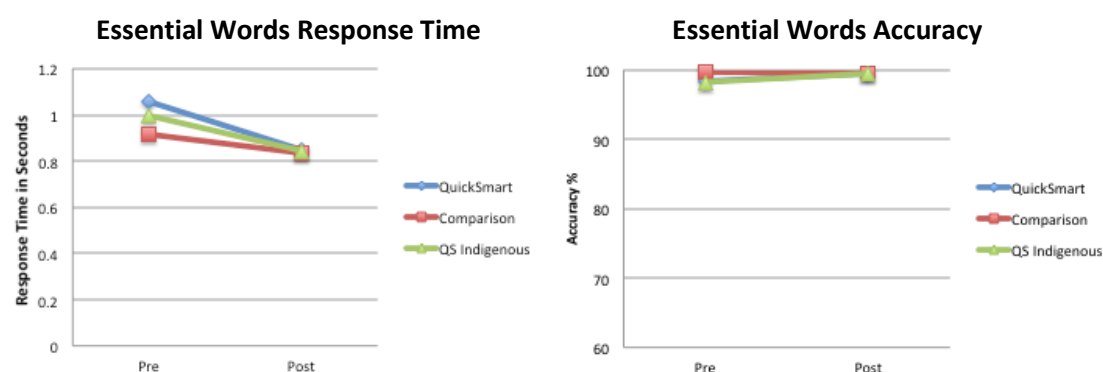 Essential Words Response Time
1.2
1
0.8
0.6
0.4
0.2
0
Response Time in Seconds
Pre
Post
QuickSmart
Comparison
QS Indigenous
Essential Words Accuracy
100
90
80
70
60
Accuracy %
Pre
Post
QuickSmart
Comparison
QS Indigenous